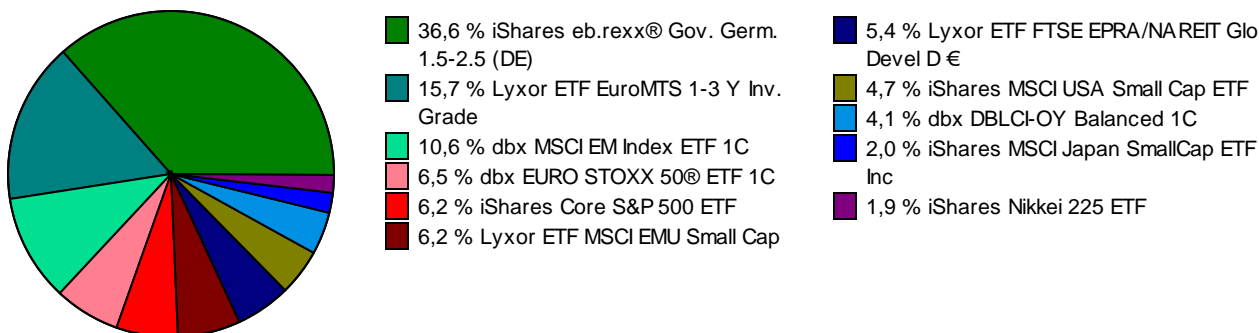 36,6 % iShares eb.rexx® Gov. Germ.
1.5-2.5 (DE)
15,7 % Lyxor ETF EuroMTS 1-3 Y Inv.
Grade
10,6 % dbx MSCI EM Index ETF 1C
6,5 % dbx EURO STOXX 50® ETF 1C
6,2 % iShares Core S&P 500 ETF
6,2 % Lyxor ETF MSCI EMU Small Cap
5,4 % Lyxor ETF FTSE EPRA/NAREIT Glo
Devel D €
4,7 % iShares MSCI USA Small Cap ETF
4,1 % dbx DBLCI-OY Balanced 1C
2,0 % iShares MSCI Japan SmallCap ETF
Inc
1,9 % iShares Nikkei 225 ETF